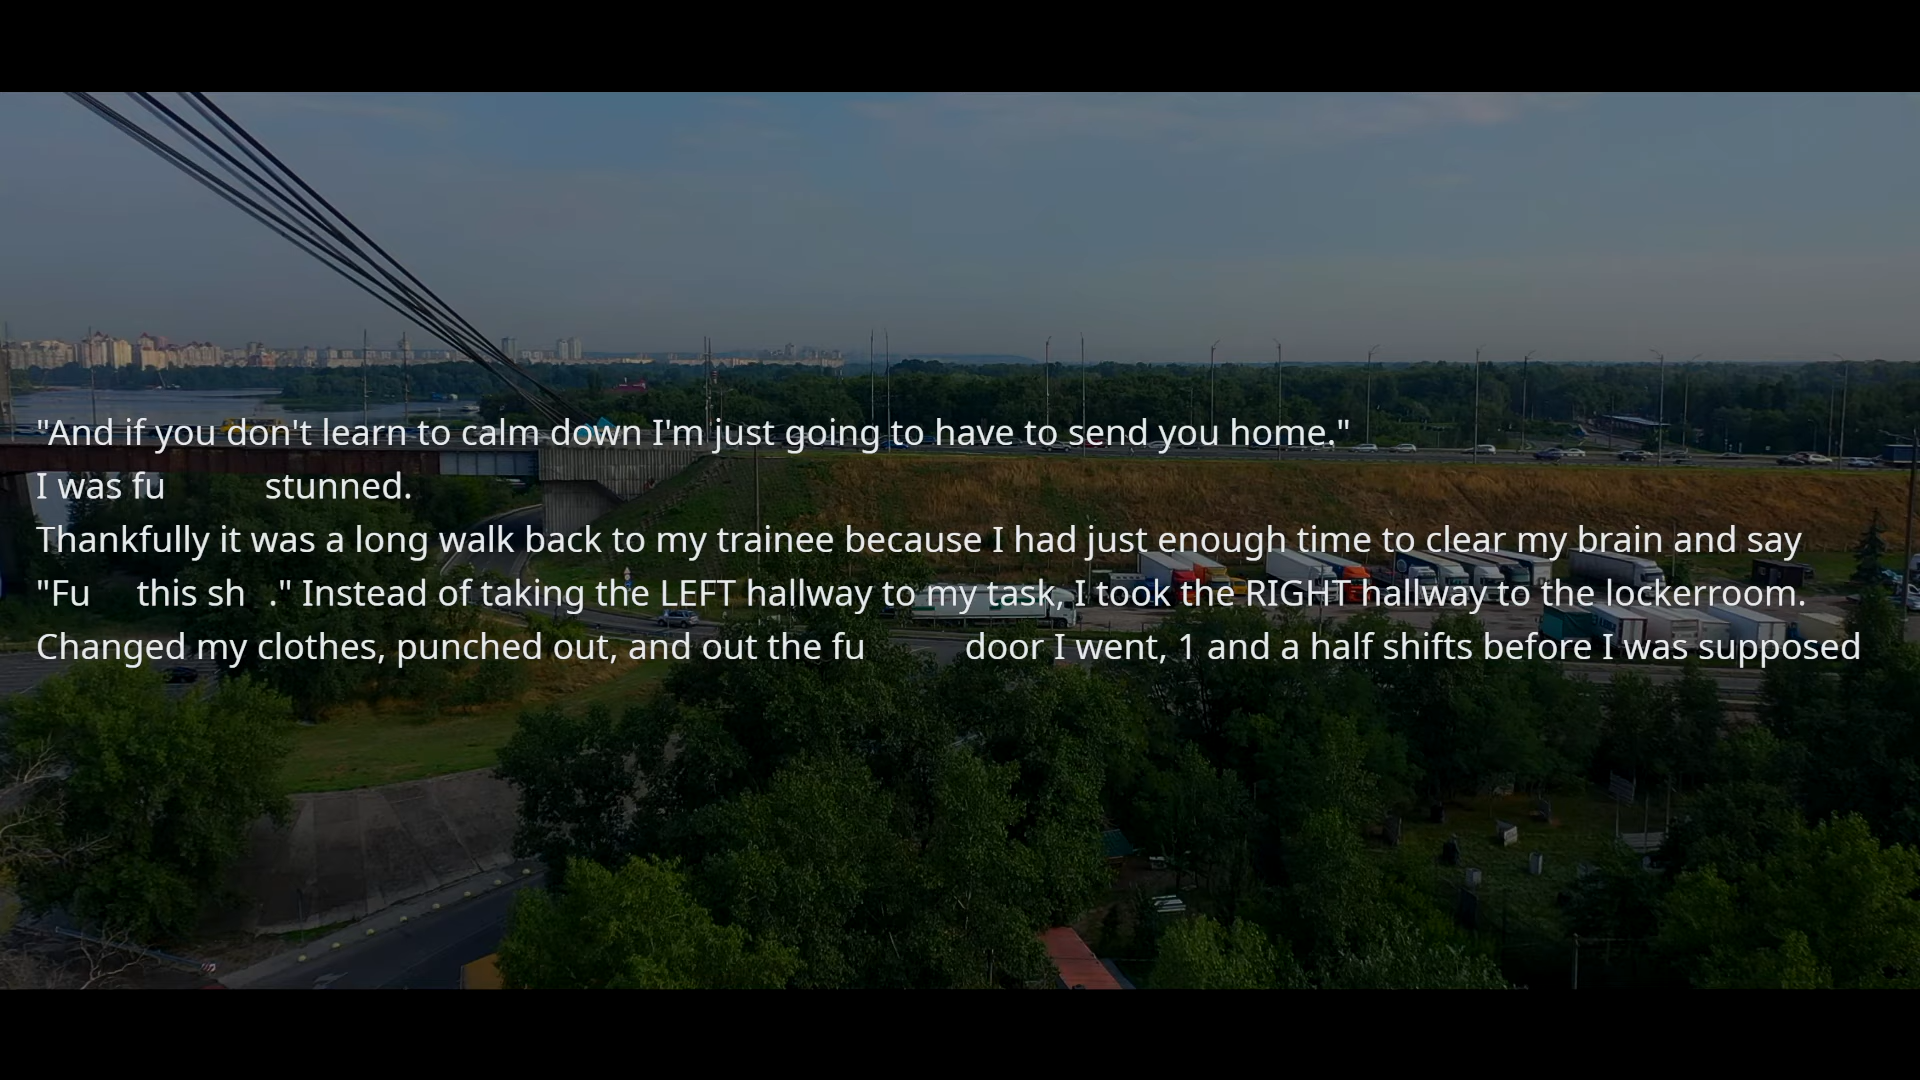 "And if you don't learn to calm down I'm just going to have to send you home."
I was fu stunned.
Thankfully it was a long walk back to my trainee because I had just enough time to clear my brain and say
"Fu this sh ." Instead of taking the LEFT hallway to my task, I took the RIGHT hallway to the lockerroom.
Changed my clothes, punched out, and out the fu door I went, 1 and a half shifts before I was supposed